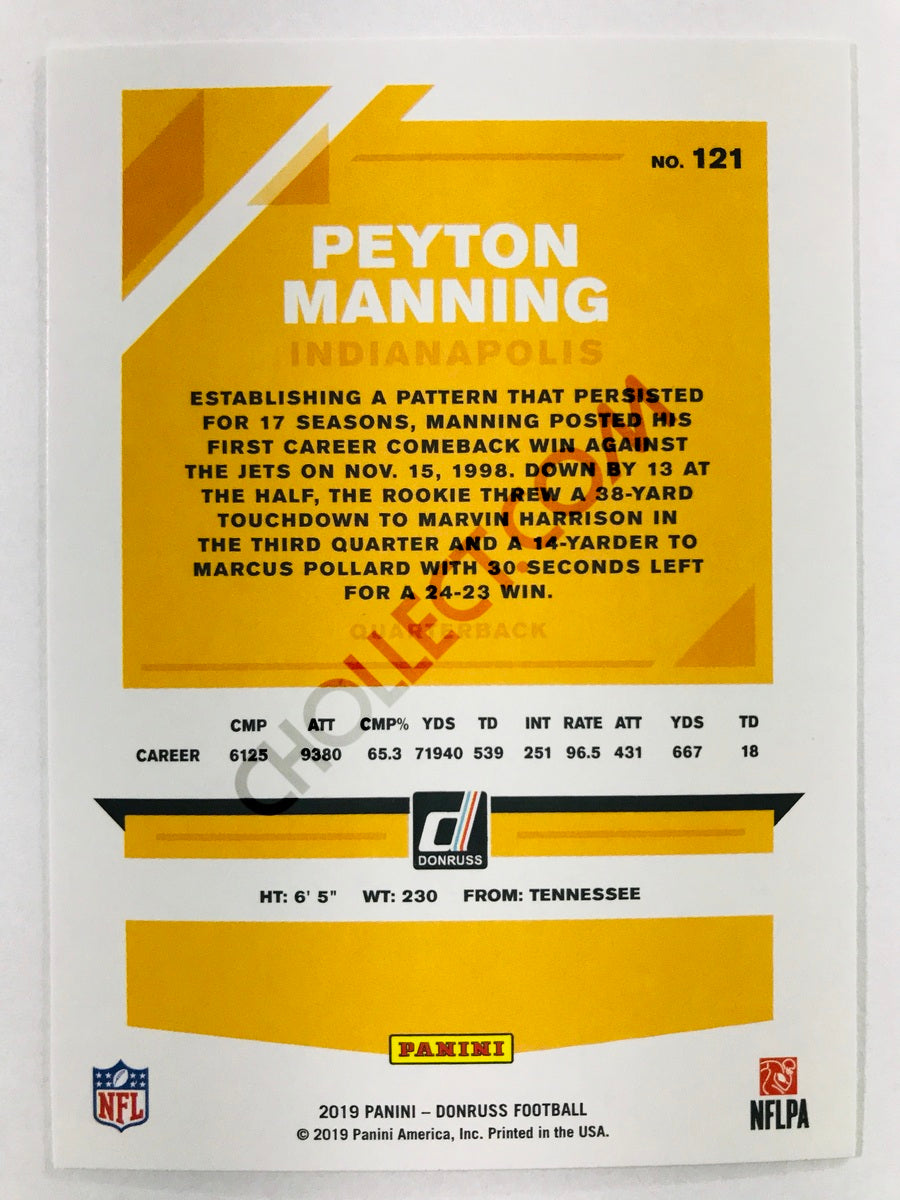 NO. 121
PEYTON
MANNING
INDIANAPOLIS
ESTABLISHING A PATTERN THAT PERSISTED
FOR 17 SEASONS, MANNING POSTED HIS
FIRST CAREER COMEBACK WIN AGAINST
THE JETS ON NOV. 15, 1998. DOWN BY 13 AT
THE HALF, THE ROOKIE THREW A 38-YARD
TOUCHDOWN TO MARVIN HARRISON IN
THE THIRD QUARTER AND A 14-YARDER TO
MARCUS POLLARD WITH 30 SECONDS LEFT
FOR A 24-23 WIN.
QUARTERBACK
CHOLLECT.COM
CMP ATT CMP% YDS TD INT RATE ATT YDS TD
CAREER 6125 9380 65.3 71940 539 251 96.5 431 667 18
d
DONRUSS
HT: 6' 5" WT: 230 FROM: TENNESSEE
PANINI
NFL
NFLPA
2019 PANINI – DONRUSS FOOTBALL
© 2019 Panini America, Inc. Printed in the USA.